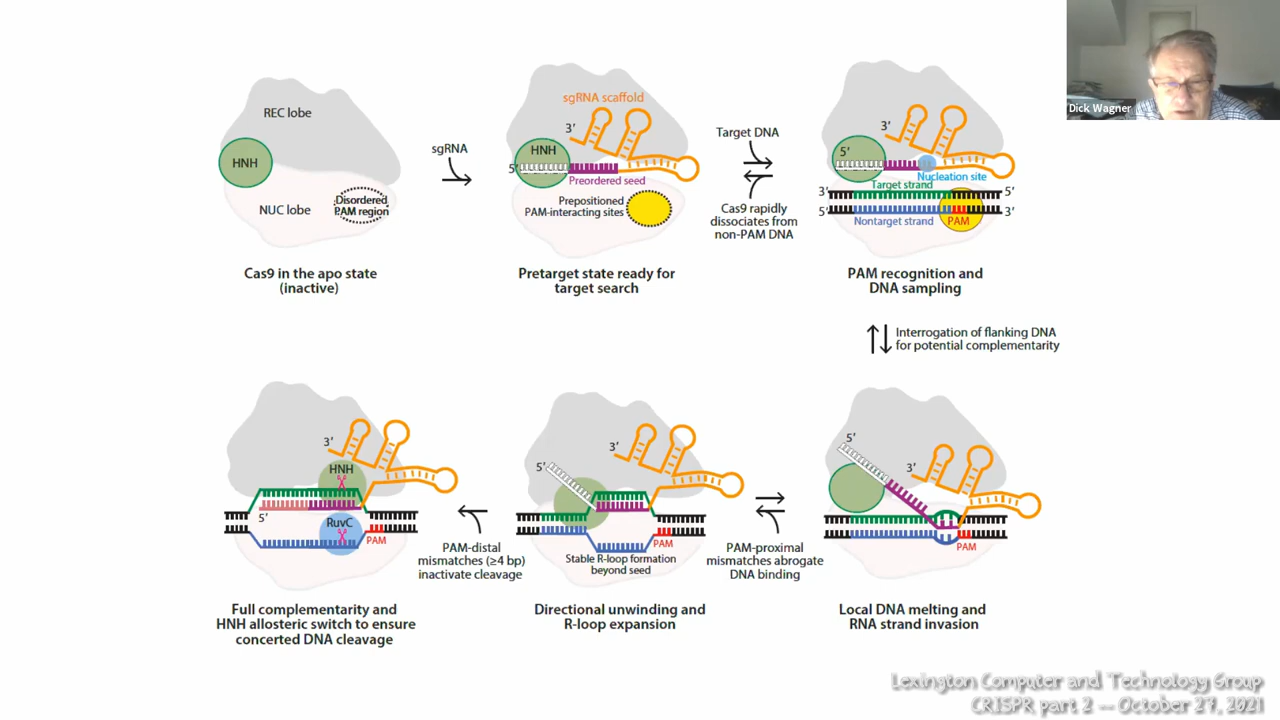 Dick Wagner
REC lobe
HNH
NUC lobe
Disordered
PAM region
Cas9 in the apo state
(inactive)
sgRNA
sgRNA scaffold
3′
HNH
5′
Preordered seed
Prepositioned
PAM-interacting sites
Pretarget state ready for
target search
Target DNA
Cas9 rapidly
dissociates from
non-PAM DNA
3′
5′
Nucleation site
Target strand
3′
5′
5′
3′
Nontarget strand
PAM
PAM recognition and
DNA sampling
Interrogation of flanking DNA
for potential complementarity
3′
HNH
5′
RuvC
PAM
Full complementarity and
HNH allosteric switch to ensure
concerted DNA cleavage
PAM-distal
mismatches (≥4 bp)
inactivate cleavage
3′
5′
PAM
Stable R-loop formation
beyond seed
Directional unwinding and
R-loop expansion
PAM-proximal
mismatches abrogate
DNA binding
5′
3′
PAM
Local DNA melting and
RNA strand invasion
Lexington Computer and Technology Group
CRISPR part 2 -- October 27, 2021